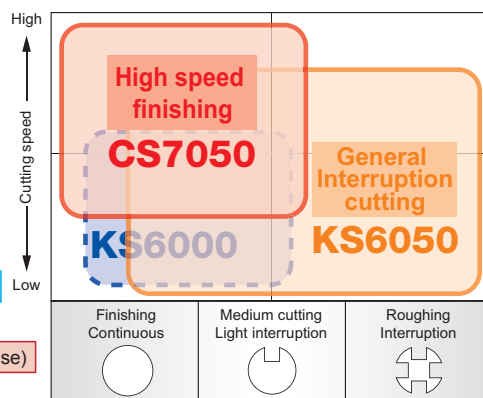 High
Cutting speed
Low
High speed
finishing
CS7050
General
Interruption
cutting
KS6000
KS6050
Finishing
Continuous
Medium cutting
Light interruption
Roughing
Interruption